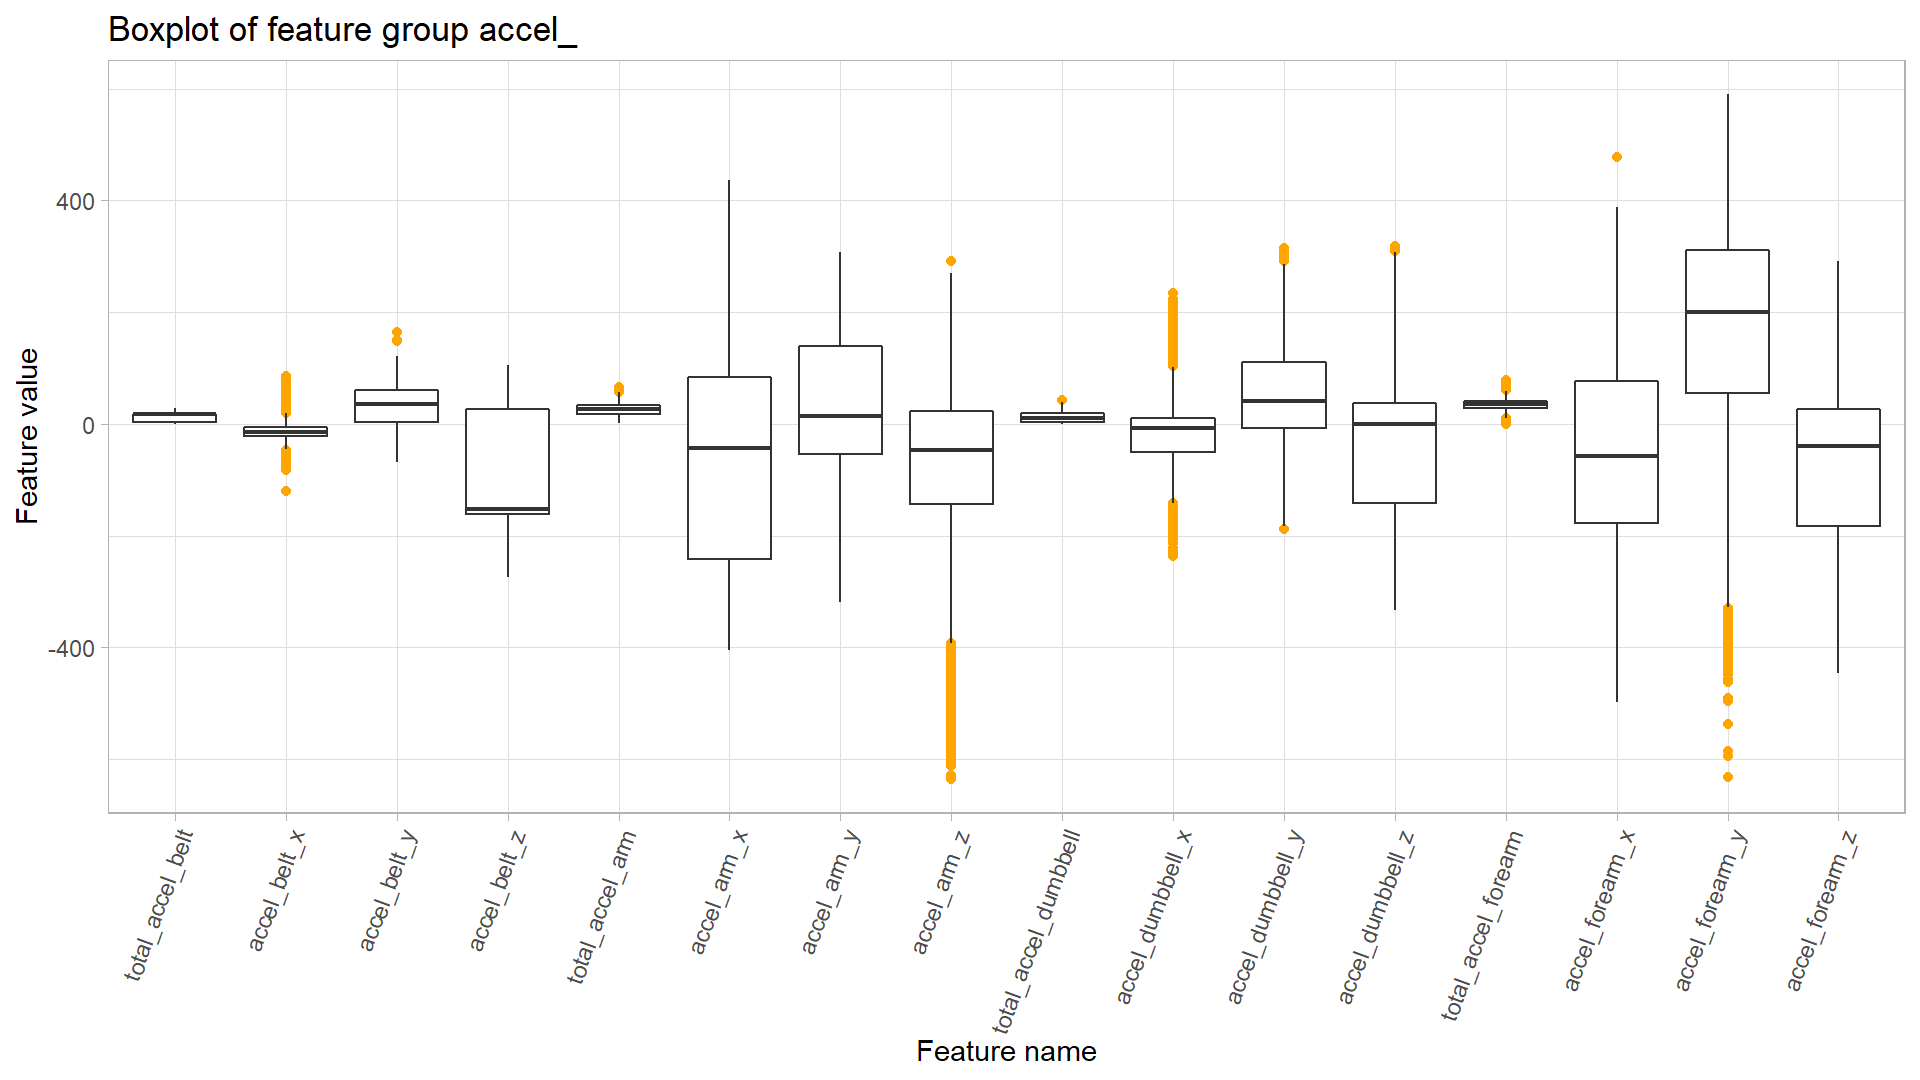 Boxplot of feature group accel_
Feature value
400
0
-400
total_accel_belt
accel_belt_x
accel_belt_y
accel_belt_z
total_accel_arm
accel_arm_x
accel_arm_y
accel_arm_z
total_accel_dumbbell
accel_dumbbell_x
accel_dumbbell_y
accel_dumbbell_z
total_accel_forearm
accel_forearm_x
accel_forearm_y
accel_forearm_z
Feature name